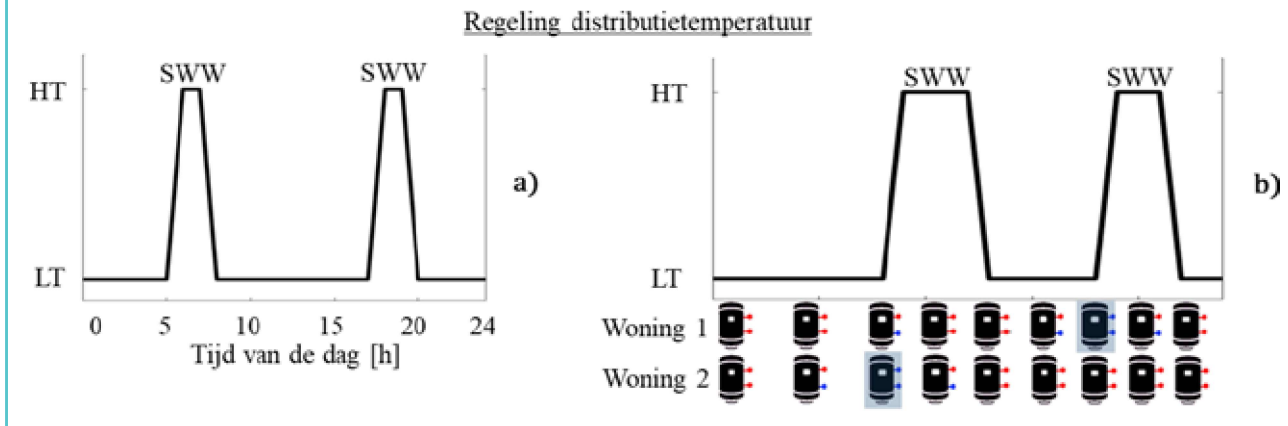 Regeling distributietemperatuur
SWW SWW
HT
a)
LT
0 5 10 15 20 24
Tijd van de dag [h]
SWW SWW
HT
b)
LT
Woning 1
Woning 2